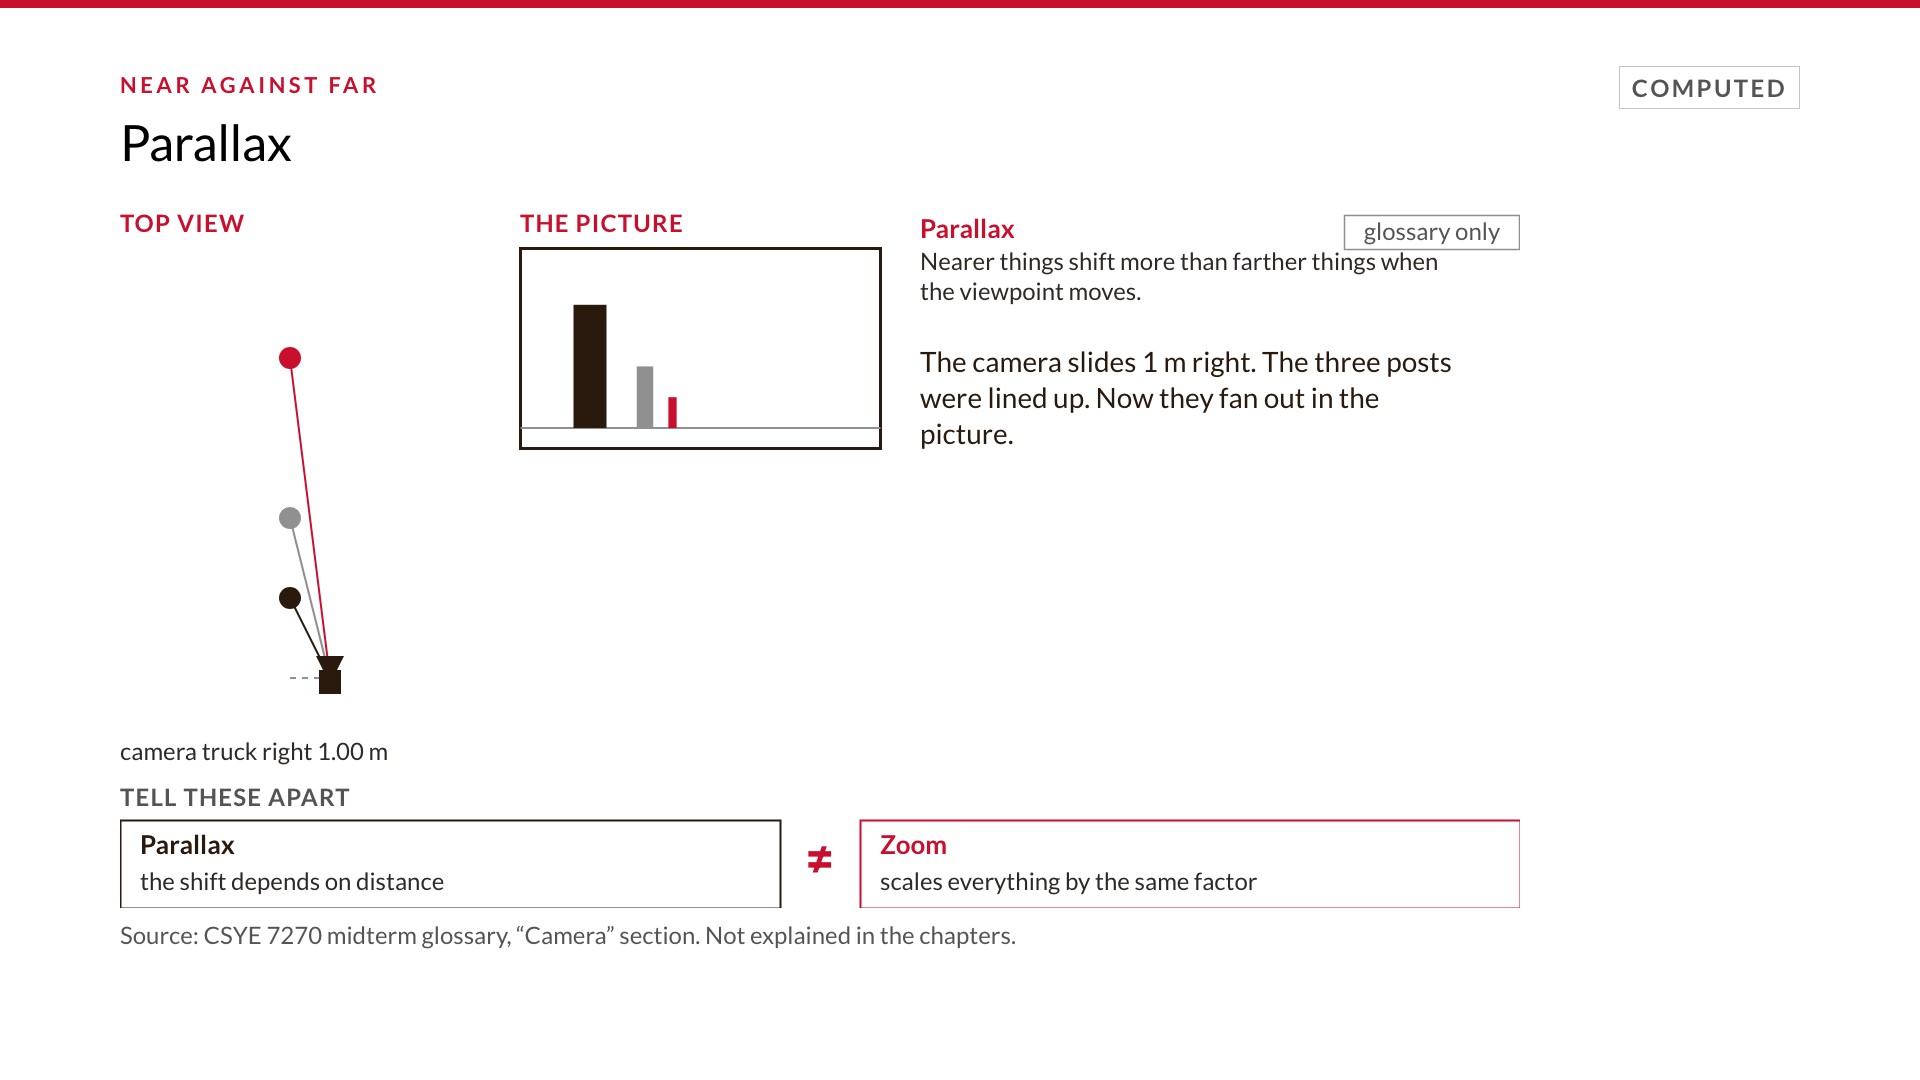 NEAR AGAINST FAR
COMPUTED
Parallax
TOP VIEW
THE PICTURE
Parallax
glossary only
Nearer things shift more than farther things when
the viewpoint moves.
The camera slides 1 m right. The three posts
were lined up. Now they fan out in the
picture.
camera truck right 1.00 m
TELL THESE APART
Parallax
the shift depends on distance
≠
Zoom
scales everything by the same factor
Source: CSYE 7270 midterm glossary, “Camera” section. Not explained in the chapters.